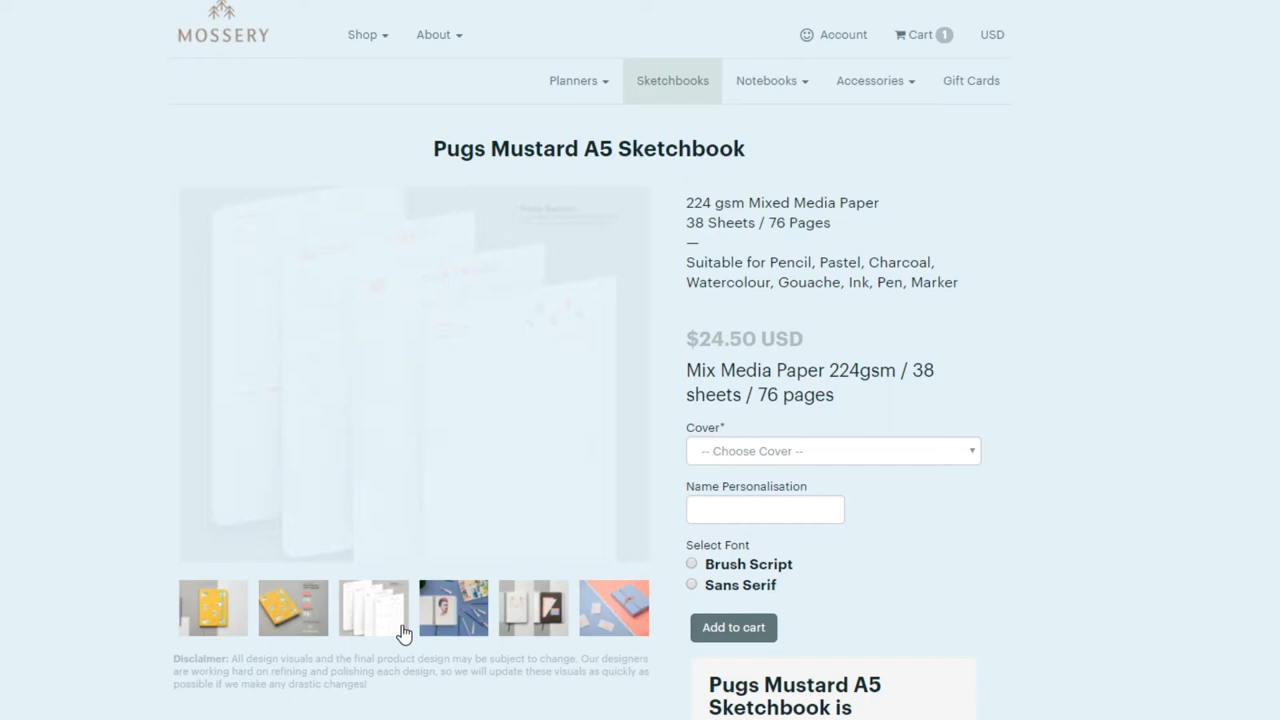 MOSSERY
Shop
About
Account
Cart 1
USD
Planners
Sketchbooks
Notebooks
Accessories
Gift Cards
Pugs Mustard A5 Sketchbook
224 gsm Mixed Media Paper
38 Sheets / 76 Pages
—
Suitable for Pencil, Pastel, Charcoal,
Watercolour, Gouache, Ink, Pen, Marker
$24.50 USD
Mix Media Paper 224gsm / 38
sheets / 76 pages
Cover*
-- Choose Cover --
Name Personalisation
Select Font
Brush Script
Sans Serif
Add to cart
Disclaimer: All design visuals and the final product design may be subject to change. Our designers
are working hard on refining and polishing each design, so we will update these visuals as quickly as
possible if we make any drastic changes!
Pugs Mustard A5
Sketchbook is